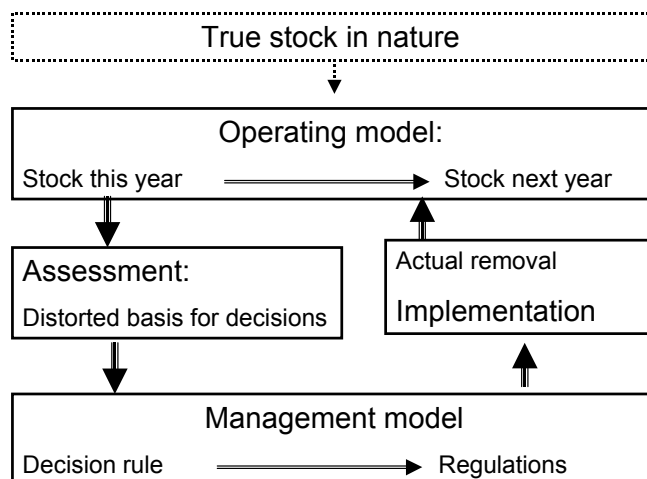 True stock in nature
Operating model:
Stock this year Stock next year
Assessment:
Distorted basis for decisions
Actual removal
Implementation
Management model
Decision rule Regulations